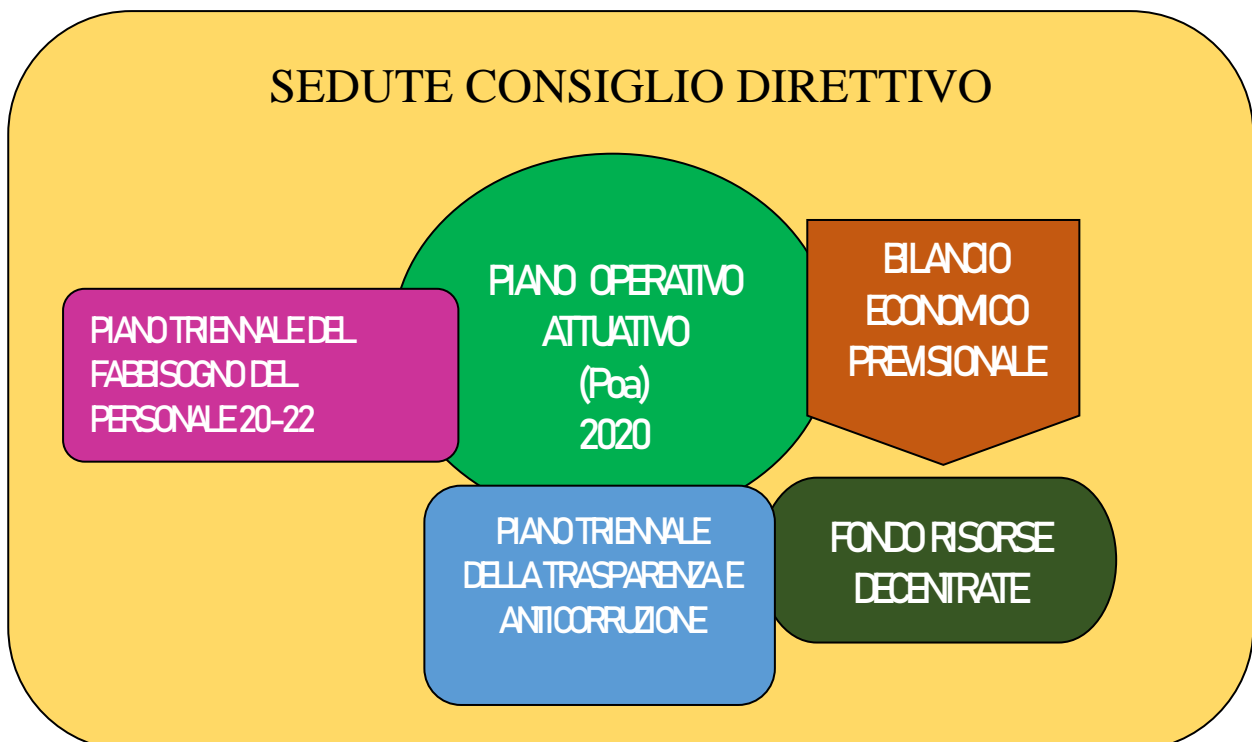 SEDUTE CONSIGLIO DIRETTIVO
PIANO TRIENNALE DEL
FABBISOGNO DEL
PERSONALE 20-22
PIANO OPERATIVO
ATTUATIVO
(Poa)
2020
BILANCIO
ECONOMICO
PREVISIONALE
PIANO TRIENNALE
DELLA TRASPARENZA E
ANTICORRUZIONE
FONDO RISORSE
DECENTRATE